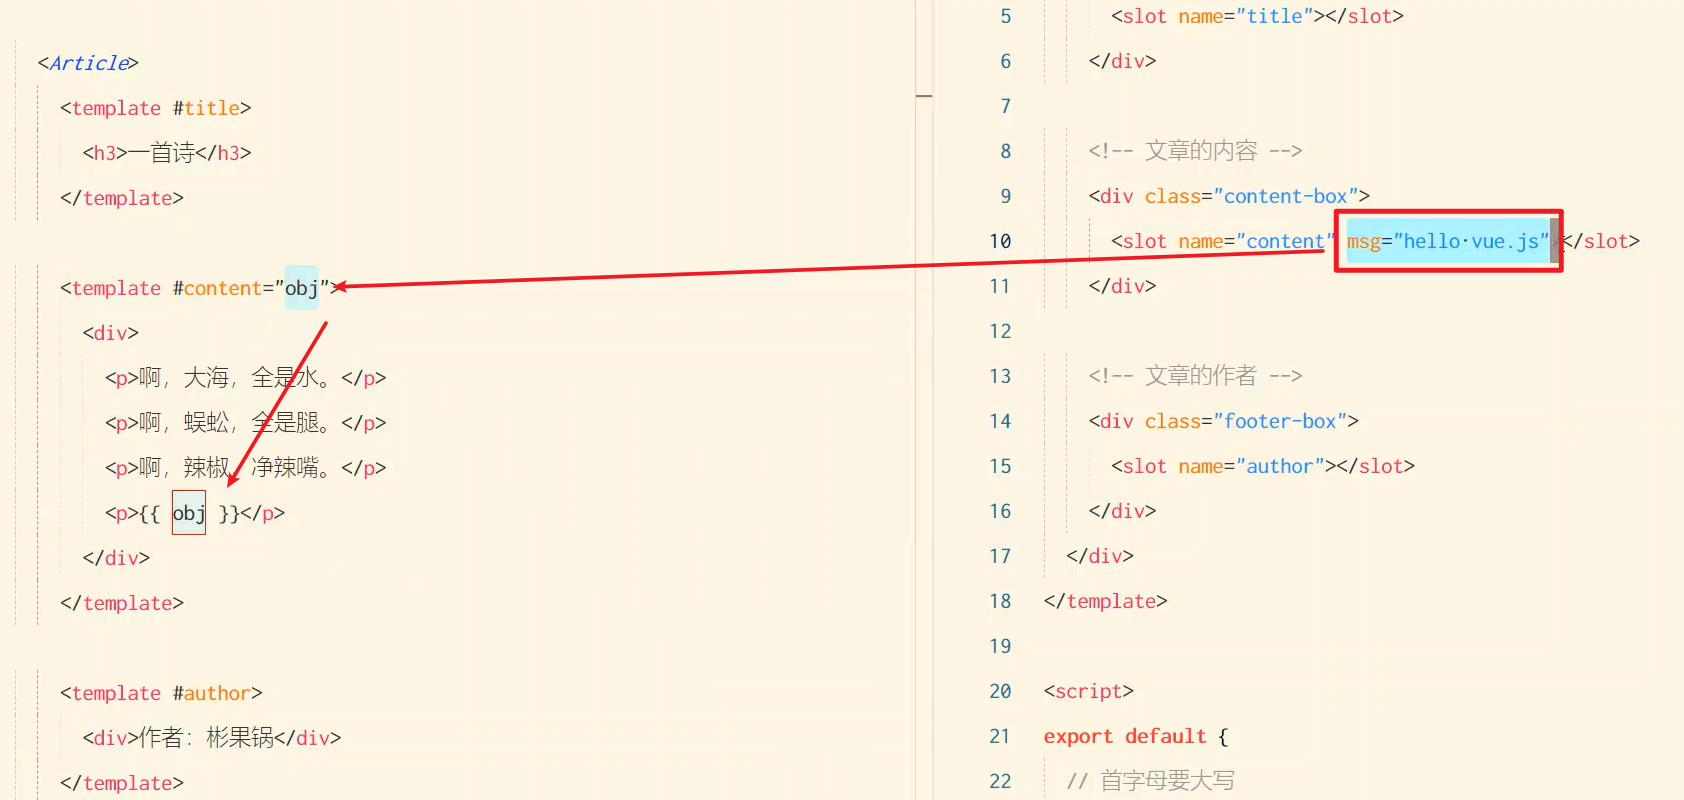 <Article>
<template #title>
<h3>一首诗</h3>
</template>
<template #content="obj">
<div>
<p>啊，大海，全是水。</p>
<p>啊，蜈蚣，全是腿。</p>
<p>啊，辣椒，净辣嘴。</p>
<p>{{ obj }}</p>
</div>
</template>
<template #author>
<div>作者：彬果锅</div>
</template>
5 <slot name="title"></slot>
6 </div>
7
8 <!-- 文章的内容 -->
9 <div class="content-box">
10 <slot name="content" msg="hello·vue.js"></slot>
11 </div>
12
13 <!-- 文章的作者 -->
14 <div class="footer-box">
15 <slot name="author"></slot>
16 </div>
17 </div>
18 </template>
19
20 <script>
21 export default {
22 // 首字母要大写